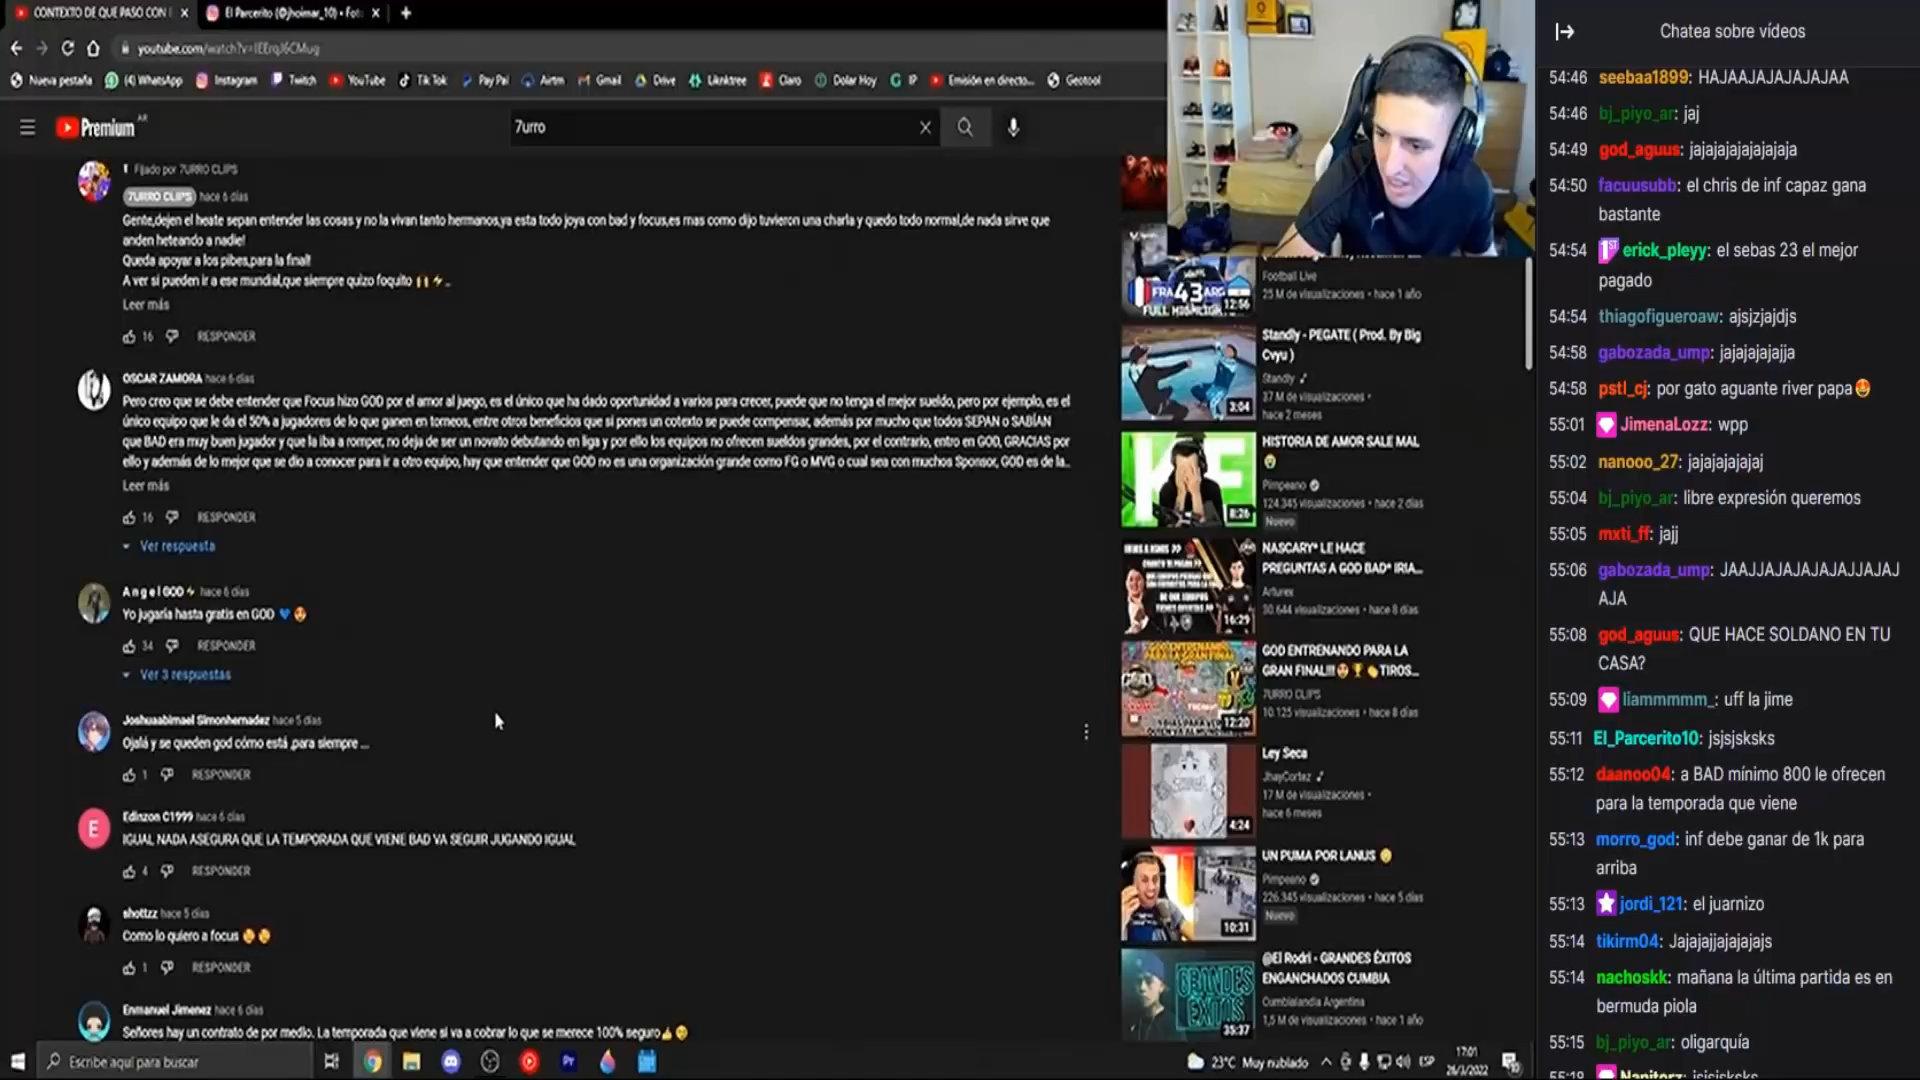 CONTEXTO DE QUE PASO CON
El Parcerito (@jhoimar_10) • Fot
youtube.com/watch?v=IEErqJ6CMug
Nueva pestaña
(4) WhatsApp
Instagram
Twitch
YouTube
Tik Tok
Pay Pal
Airtm
Gmail
Drive
Liknktree
Claro
Dolar Hoy
IP
Emisión en directo...
Geotool
Premium AR
7urro
Fijado por 7URRO CLIPS
7URRO CLIPS hace 6 días
Gente,dejen el heate sepan entender las cosas y no la vivan tanto hermanos,ya esta todo joya con bad y focus,es mas como dijo tuvieron una charla y quedo todo normal,de nada sirve que
anden heteando a nadie!
Queda apoyar a los pibes,para la final!
A ver si pueden ir a ese mundial,que siempre quizo foquito
Leer más
16 RESPONDER
OSCAR ZAMORA hace 6 días
Pero creo que se debe entender que Focus hizo GOD por el amor al juego, es el único que ha dado oportunidad a varios para crecer, puede que no tenga el mejor sueldo, pero por ejemplo, es el
único equipo que le da el 50% a jugadores de lo que ganen en torneos, entre otros beneficios que si pones un cotexto se puede compensar, además por mucho que todos SEPAN o SABÍAN
que BAD era muy buen jugador y que la iba a romper, no deja de ser un novato debutando en liga y por ello los equipos no ofrecen sueldos grandes, por el contrario, entro en GOD, GRACIAS por
ello y además de lo mejor que se dio a conocer para ir a otro equipo, hay que entender que GOD no es una organización grande como FG o MVG o cual sea con muchos Sponsor, GOD es de la...
Leer más
16 RESPONDER
Ver respuesta
A n g e l GOD⚡ hace 6 días
Yo jugaría hasta gratis en GOD 💙😍
34 RESPONDER
Ver 3 respuestas
Joshuaabimael Simonhernadez hace 5 días
Ojalá y se queden god cómo está ,para siempre ...
1 RESPONDER
E
Edinzon C1999 hace 6 días
IGUAL NADA ASEGURA QUE LA TEMPORADA QUE VIENE BAD VA SEGUIR JUGANDO IGUAL
4 RESPONDER
shottzz hace 5 días
Como lo quiero a focus
1 RESPONDER
Enmanuel Jimenez hace 6 días
Señores hay un contrato de por medio. La temporada que viene si va a cobrar lo que se merece 100% seguro
Football Live
25 M de visualizaciones • hace 1 año
FRA 43 ARG
12:56
Standly - PEGATE ( Prod. By Big
Cvyu )
Standly
37 M de visualizaciones •
hace 2 meses
3:04
HISTORIA DE AMOR SALE MAL
Pimpeano
124.345 visualizaciones • hace 2 días
Nuevo
8:26
NASCARY* LE HACE
PREGUNTAS A GOD BAD* IRIA...
Arturex
30.644 visualizaciones • hace 8 días
16:29
GOD ENTRENANDO PARA LA
GRAN FINAL!!! TIROS...
7URRO CLIPS
10.125 visualizaciones • hace 8 días
12:20
Ley Seca
JhayCortez
17 M de visualizaciones •
hace 6 meses
4:24
UN PUMA POR LANUS
Pimpeano
226.345 visualizaciones • hace 5 días
Nuevo
10:31
@El Rodri - GRANDES ÉXITOS
ENGANCHADOS CUMBIA
Cumbialandia Argentina
1,5 M de visualizaciones • hace 1 año
GRANDES
ÉXITOS
35:37
Escribe aquí para buscar
23°C Muy nublado
ESP
17:01
26/3/2022
Chatea sobre vídeos
54:46 seebaa1899: HAJAAJAJAJAJAJAA
54:46 bj_piyo_ar: jaj
54:49 god_aguus: jajajajajajajaja
54:50 facuusubb: el chris de inf capaz gana
bastante
54:54 erick_pleyy: el sebas 23 el mejor
pagado
54:54 thiagofigueroaw: ajsjzjajdjs
54:58 gabozada_ump: jajajajajajja
54:58 pstl_cj: por gato aguante river papa🤩
55:01 JimenaLozz: wpp
55:02 nanooo_27: jajajajajajaj
55:04 bj_piyo_ar: libre expresión queremos
55:05 mxti_ff: jajj
55:06 gabozada_ump: JAAJJAJAJAJAJAJJAJAJ
AJA
55:08 god_aguus: QUE HACE SOLDANO EN TU
CASA?
55:09 liammmmm_: uff la jime
55:11 El_Parcerito10: jsjsjsksks
55:12 daanoo04: a BAD mínimo 800 le ofrecen
para la temporada que viene
55:13 morro_god: inf debe ganar de 1k para
arriba
55:13 jordi_121: el juarnizo
55:14 tikirm04: Jajajajjajajajajs
55:14 nachoskk: mañana la última partida es en
bermuda piola
55:15 bj_piyo_ar: oligarquía